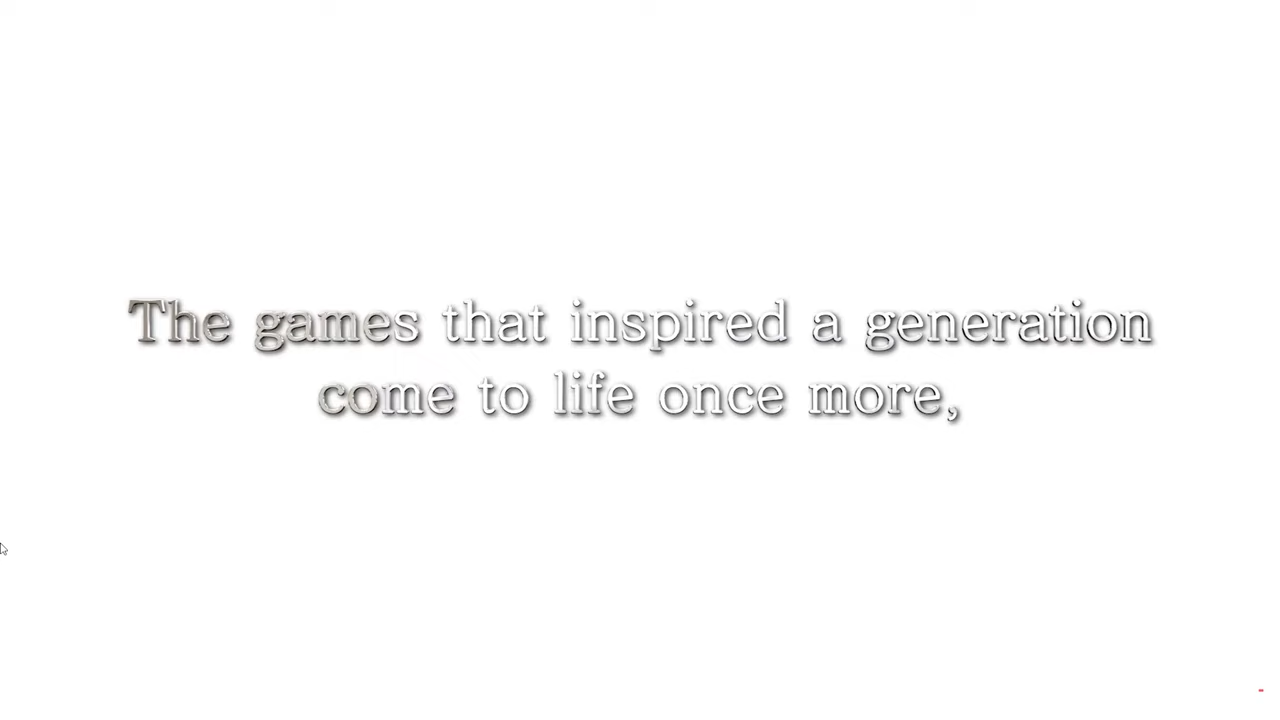 The games that inspired a generation
come to life once more,